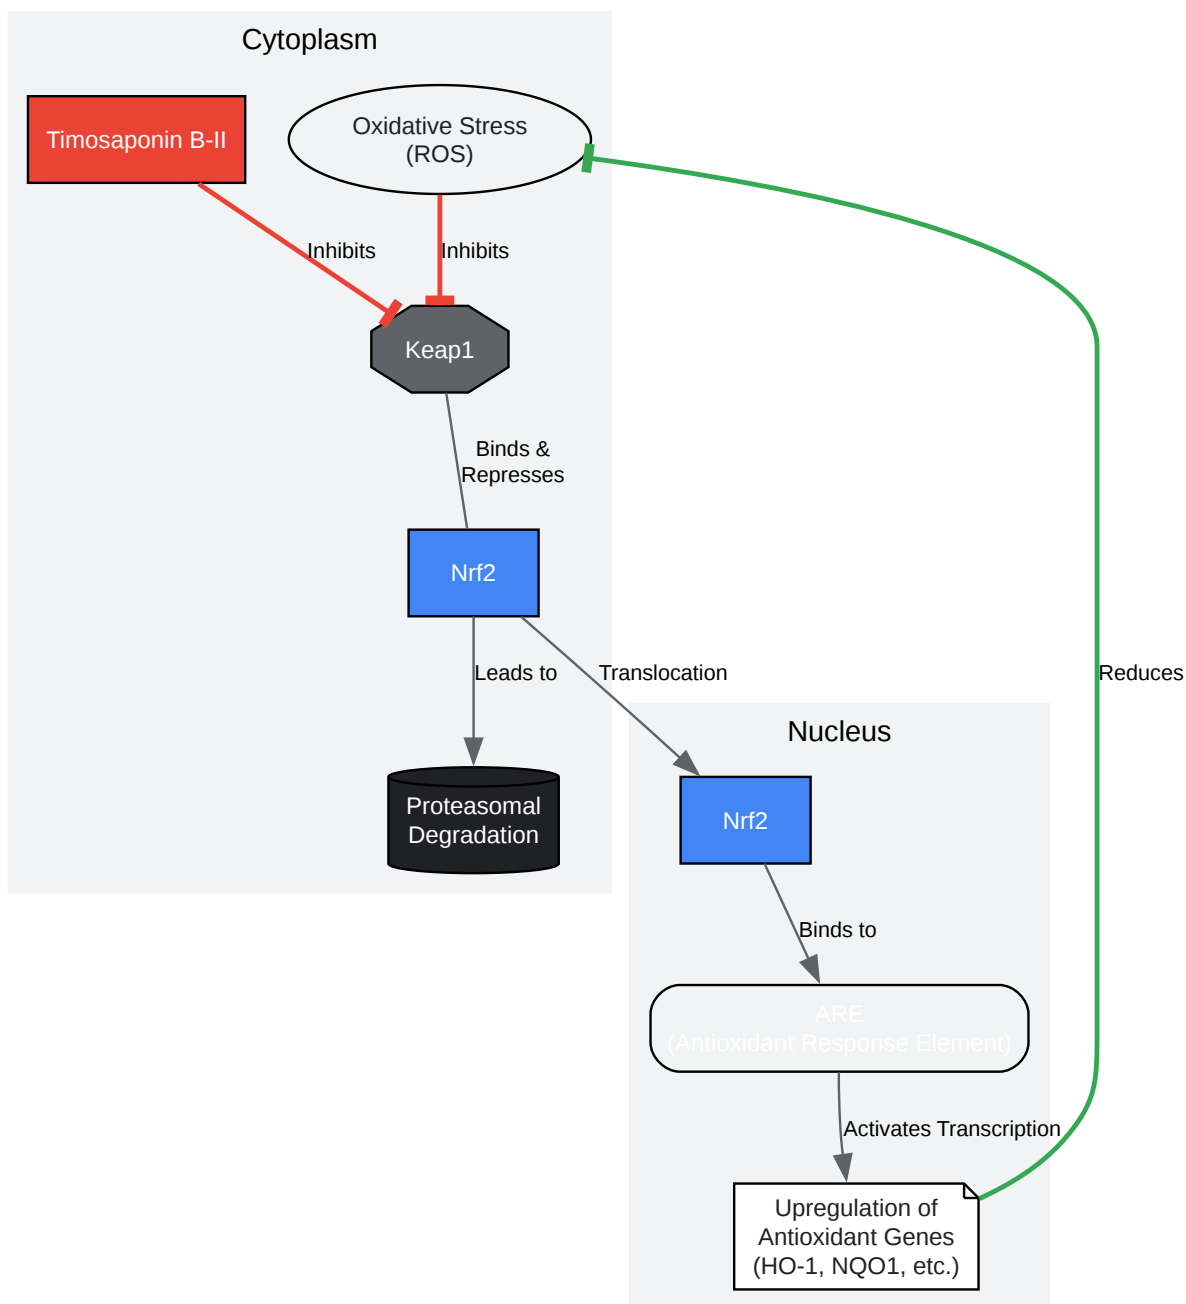 Cytoplasm
Timosaponin B-II
Oxidative Stress
(ROS)
Inhibits
Inhibits
Keap1
Binds &
Represses
Nrf2
Leads to
Translocation
Reduces
Proteasomal
Degradation
Nucleus
Nrf2
Binds to
ARE
(Antioxidant Response Element)
Activates Transcription
Upregulation of
Antioxidant Genes
(HO-1, NQO1, etc.)